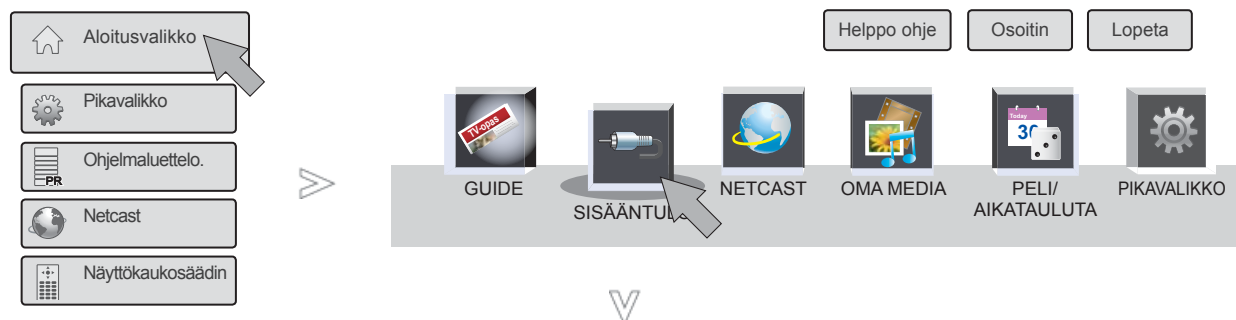 Aloitusvalikko
Pikavalikko
Ohjelmaluettelo.
PR
Netcast
Näyttökaukosäädin
Helppo ohje
Osoitin
Lopeta
TV-opas
Today
30
GUIDE
NETCAST
OMA MEDIA
PELI/
AIKATAULUTA
PIKAVALIKKO